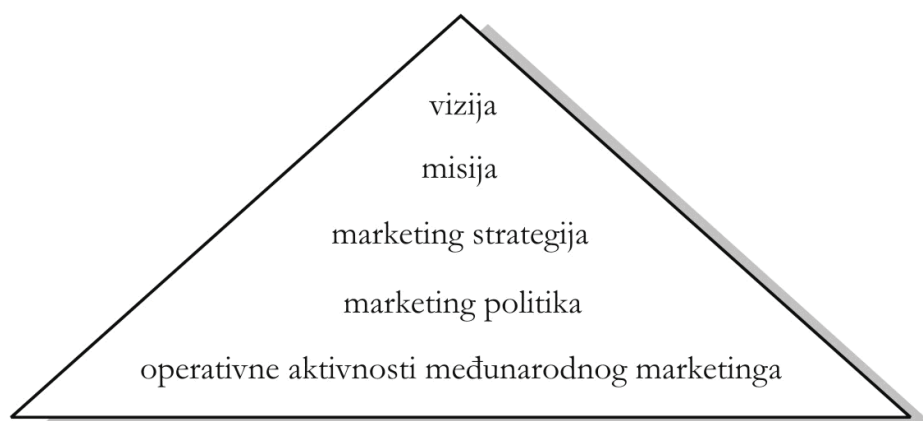 vizija
misija
marketing strategija
marketing politika
operativne aktivnosti međunarodnog marketinga